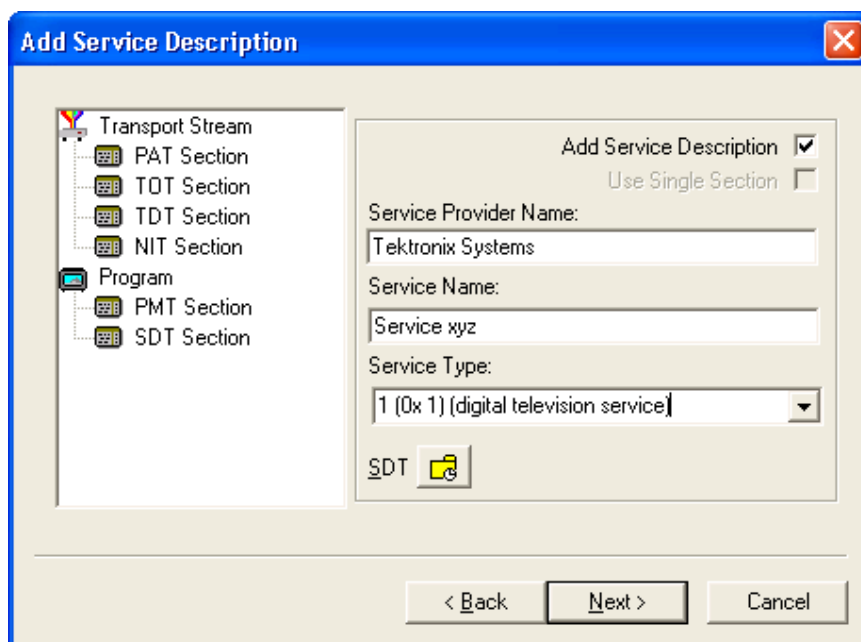 Add Service Description
Transport Stream
PAT Section
TOT Section
TDT Section
NIT Section
Program
PMT Section
SDT Section
Add Service Description
Use Single Section
Service Provider Name:
Tektronix Systems
Service Name:
Service xyz
Service Type:
1 (0x 1) (digital television service)
SDT
< Back
Next >
Cancel